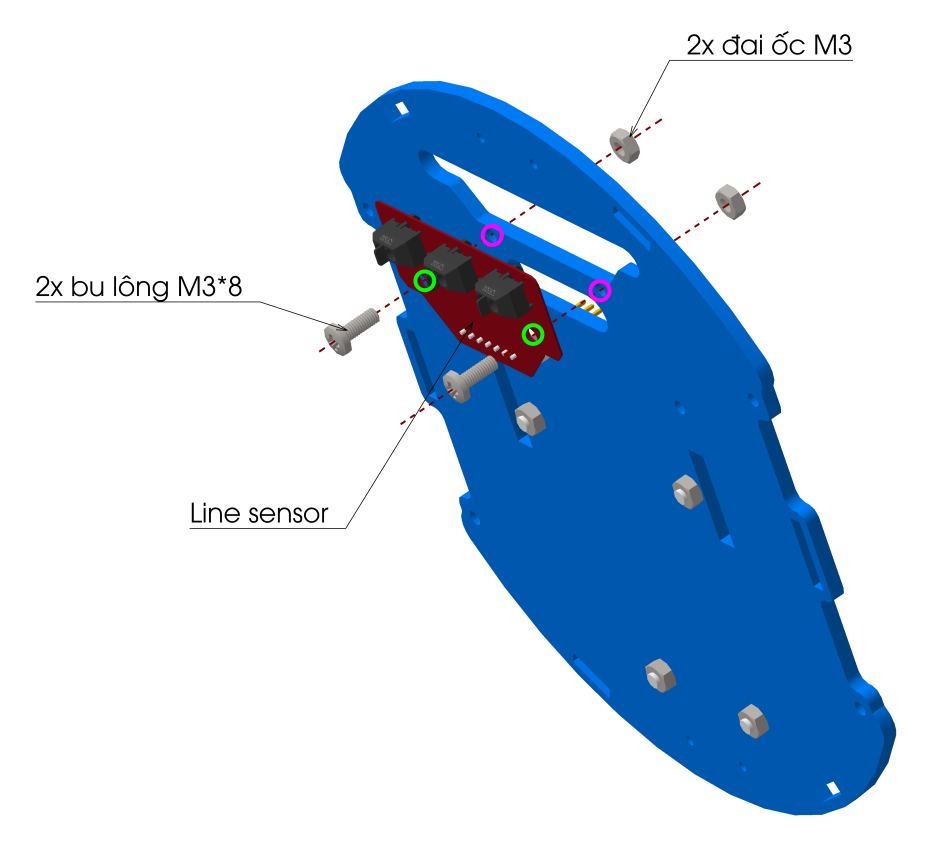 2x đai ốc M3
2x bu lông M3*8
Line sensor